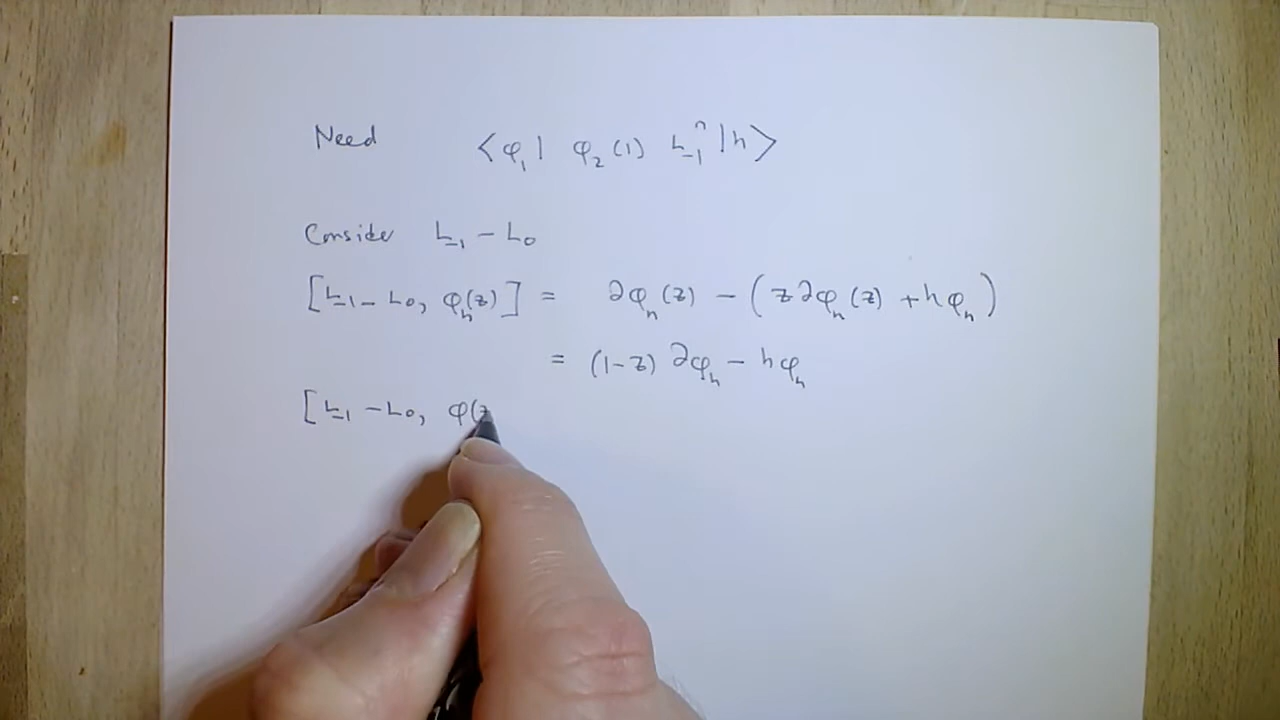 Need ⟨φ₁| φ₂(1) L₋₁ⁿ |h⟩
Consider L₋₁ − L₀
[L₋₁ − L₀, φₕ(z)] = ∂φₕ(z) − (z∂φₕ(z) + hφₕ)
= (1−z) ∂φₕ − hφₕ
[L₋₁ − L₀, φ(z